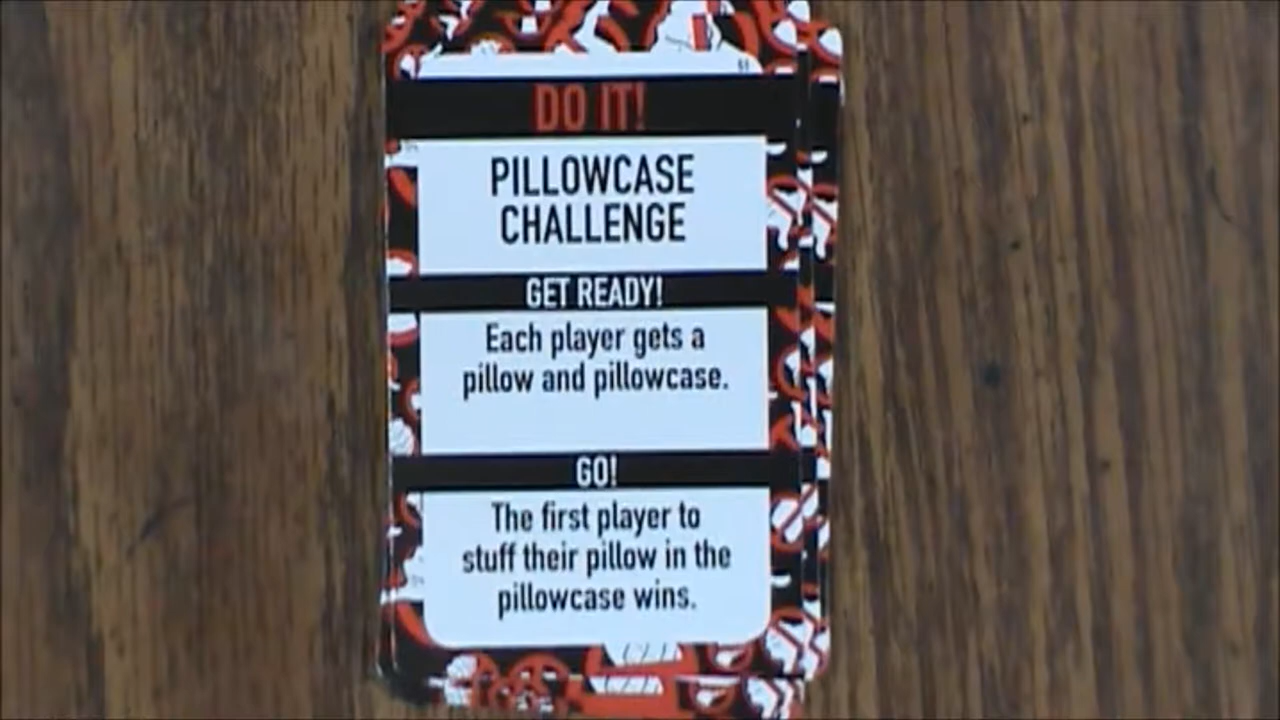 DO IT!
PILLOWCASE
CHALLENGE
GET READY!
Each player gets a
pillow and pillowcase.
GO!
The first player to
stuff their pillow in the
pillowcase wins.